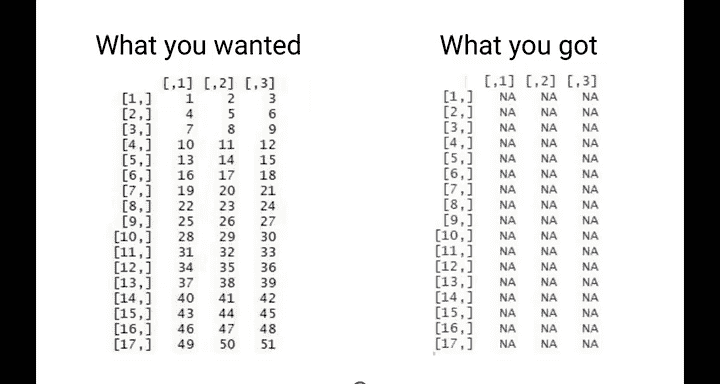 What you wanted
[,1] [,2] [,3]
[1,] 1 2 3
[2,] 4 5 6
[3,] 7 8 9
[4,] 10 11 12
[5,] 13 14 15
[6,] 16 17 18
[7,] 19 20 21
[8,] 22 23 24
[9,] 25 26 27
[10,] 28 29 30
[11,] 31 32 33
[12,] 34 35 36
[13,] 37 38 39
[14,] 40 41 42
[15,] 43 44 45
[16,] 46 47 48
[17,] 49 50 51
What you got
[,1] [,2] [,3]
[1,] NA NA NA
[2,] NA NA NA
[3,] NA NA NA
[4,] NA NA NA
[5,] NA NA NA
[6,] NA NA NA
[7,] NA NA NA
[8,] NA NA NA
[9,] NA NA NA
[10,] NA NA NA
[11,] NA NA NA
[12,] NA NA NA
[13,] NA NA NA
[14,] NA NA NA
[15,] NA NA NA
[16,] NA NA NA
[17,] NA NA NA